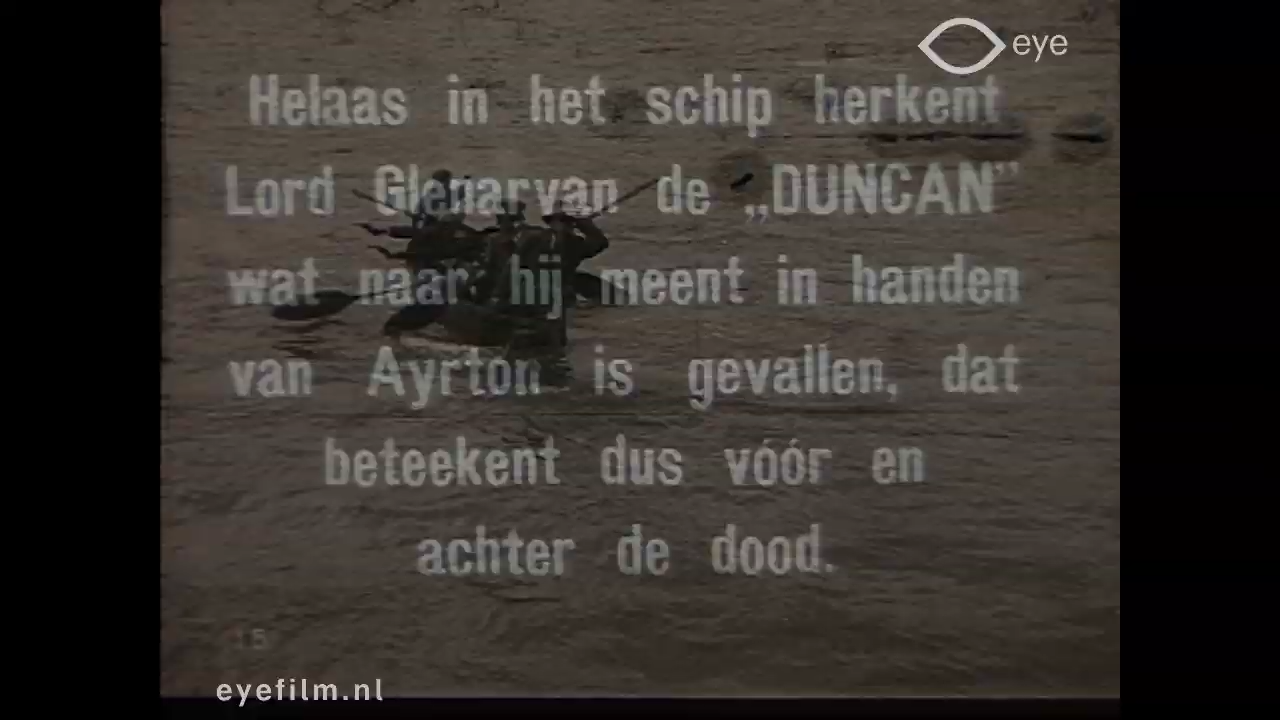 eye
Helaas in het schip herkent
Lord Glenarvan de „DUNCAN”
wat naar hij meent in handen
van Ayrton is gevallen, dat
beteekent dus vóór en
achter de dood.
15
eyefilm.nl